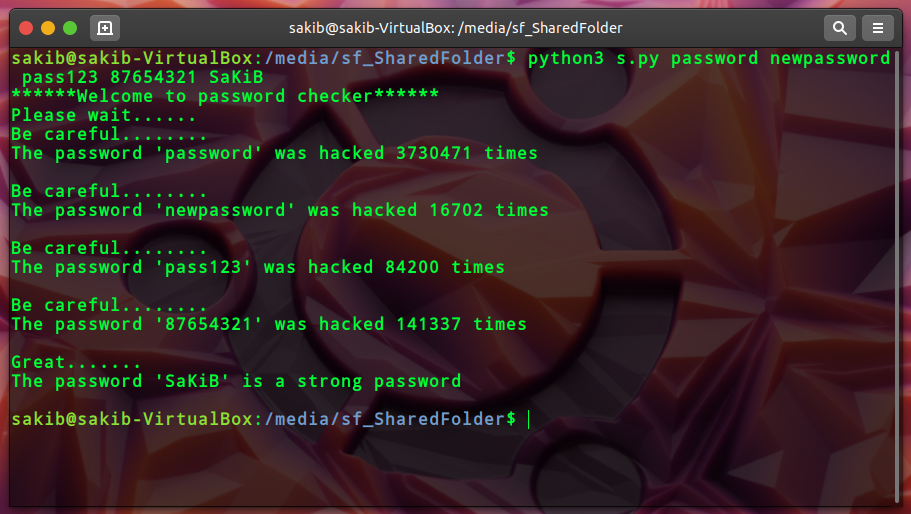 sakib@sakib-VirtualBox: /media/sf_SharedFolder
sakib@sakib-VirtualBox:/media/sf_SharedFolder$ python3 s.py password newpassword
pass123 87654321 SaKiB
******Welcome to password checker******
Please wait......
Be careful........
The password 'password' was hacked 3730471 times
Be careful........
The password 'newpassword' was hacked 16702 times
Be careful........
The password 'pass123' was hacked 84200 times
Be careful........
The password '87654321' was hacked 141337 times
Great.......
The password 'SaKiB' is a strong password
sakib@sakib-VirtualBox:/media/sf_SharedFolder$